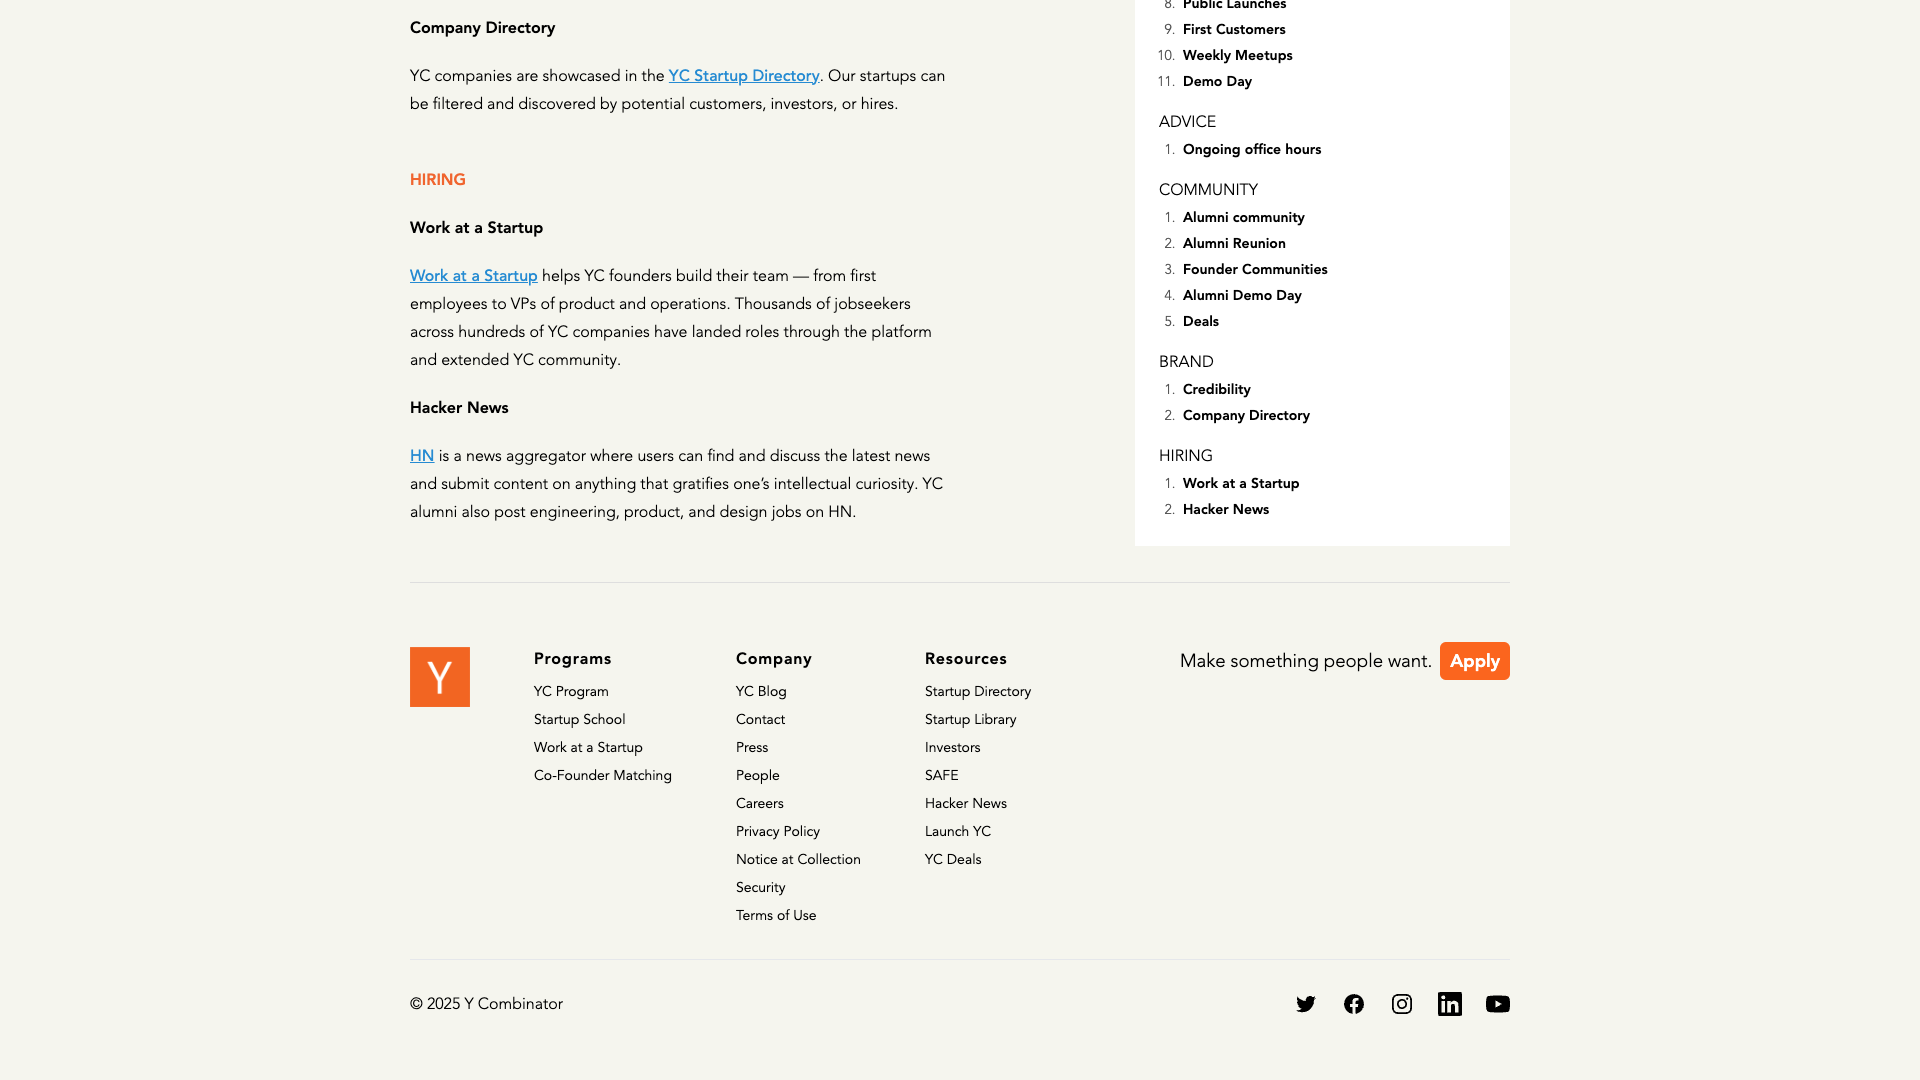 Company Directory
YC companies are showcased in the YC Startup Directory. Our startups can
be filtered and discovered by potential customers, investors, or hires.
HIRING
Work at a Startup
Work at a Startup helps YC founders build their team — from first
employees to VPs of product and operations. Thousands of jobseekers
across hundreds of YC companies have landed roles through the platform
and extended YC community.
Hacker News
HN is a news aggregator where users can find and discuss the latest news
and submit content on anything that gratifies one’s intellectual curiosity. YC
alumni also post engineering, product, and design jobs on HN.
8. Public Launches
9. First Customers
10. Weekly Meetups
11. Demo Day
ADVICE
1. Ongoing office hours
COMMUNITY
1. Alumni community
2. Alumni Reunion
3. Founder Communities
4. Alumni Demo Day
5. Deals
BRAND
1. Credibility
2. Company Directory
HIRING
1. Work at a Startup
2. Hacker News
Y
Programs
YC Program
Startup School
Work at a Startup
Co-Founder Matching
Company
YC Blog
Contact
Press
People
Careers
Privacy Policy
Notice at Collection
Security
Terms of Use
Resources
Startup Directory
Startup Library
Investors
SAFE
Hacker News
Launch YC
YC Deals
Make something people want. Apply
© 2025 Y Combinator
in